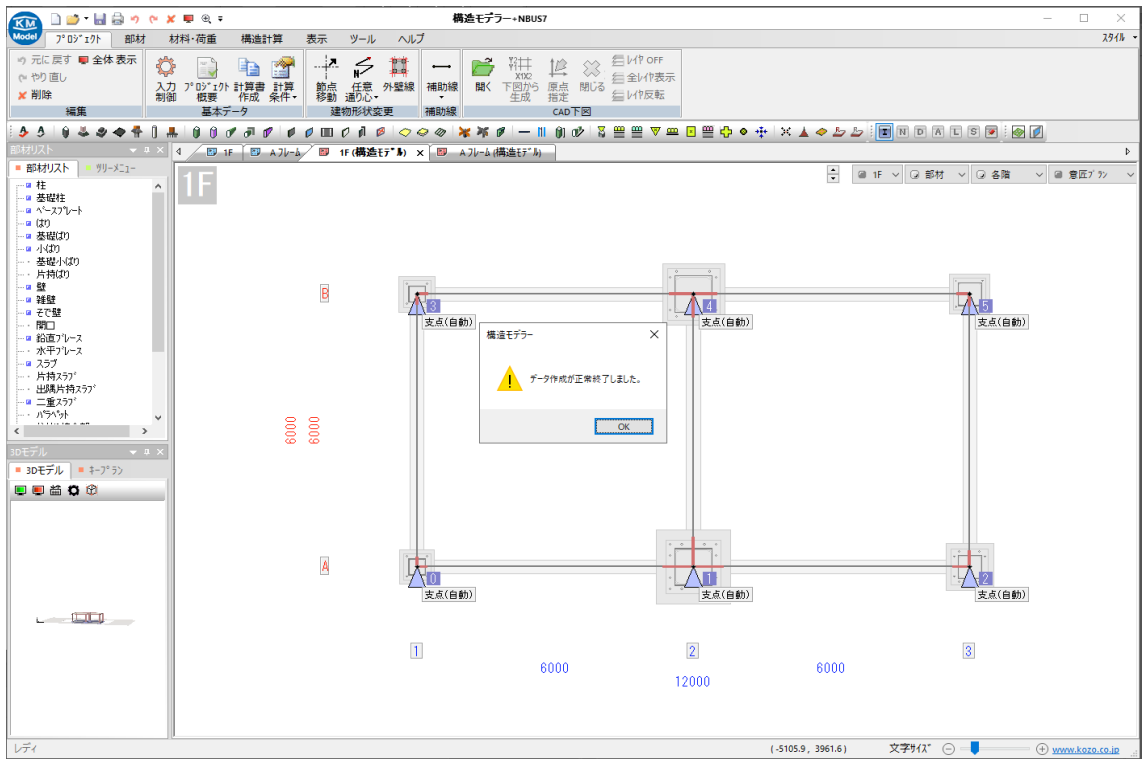 構造モデラー+NBUS7
KM
Model
ﾌﾟﾛｼﾞｪｸﾄ 部材 材料・荷重 構造計算 表示 ツール ヘルプ
ｽﾀｲﾙ
元に戻す 全体 表示
やり直し
削除
編集
入力
制御
ﾌﾟﾛｼﾞｪｸﾄ
概要
計算書
作成
計算
条件
基本データ
節点
移動
任意
通り心
外壁線
建物形状変更
補助線
補助線
開く
X1X2
下図から
生成
原点
指定
閉じる
ﾚｲﾔ OFF
全ﾚｲﾔ表示
ﾚｲﾔ反転
CAD下図
I N D A L S
部材リスト
部材リスト ﾂﾘｰﾒﾆｭｰ
柱
基礎柱
ﾍﾞｰｽﾌﾟﾚｰﾄ
はり
基礎はり
小はり
基礎小はり
片持はり
壁
雑壁
そで壁
開口
鉛直ﾌﾞﾚｰｽ
水平ﾌﾞﾚｰｽ
スラブ
片持ｽﾗﾌﾞ
出隅片持ｽﾗﾌﾞ
二重ｽﾗﾌﾞ
ﾊﾟﾗﾍﾟｯﾄ
3Dモデル
3Dモデル ｷｰﾌﾟﾗﾝ
1F Aﾌﾚｰﾑ 1F (構造ﾓﾃﾞﾙ) x Aﾌﾚｰﾑ (構造ﾓﾃﾞﾙ)
1F
1F 部材 各階 意匠ﾌﾟﾗﾝ
B
3
支点(自動)
4
支点(自動)
5
支点(自動)
構造モデラー
データ作成が正常終了しました。
OK
6000
6000
A
0
支点(自動)
1
支点(自動)
2
支点(自動)
1 2 3
6000 6000
12000
レディ
( -5105.9 , 3961.6 )
文字ｻｲｽﾞ
www.kozo.co.jp